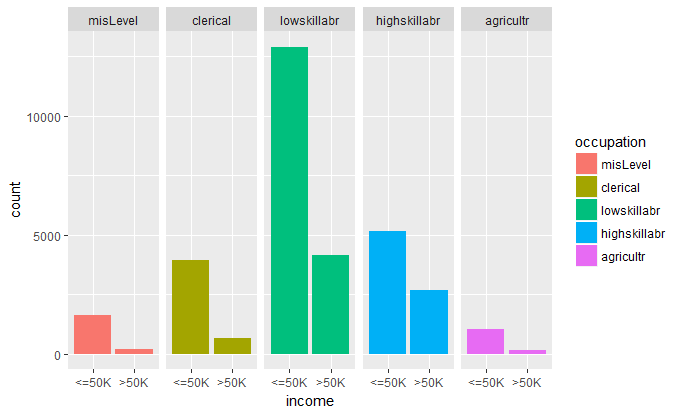 misLevel clerical lowskillabr highskillabr agricultr
10000
5000
0
count
<=50K >50K <=50K >50K <=50K >50K <=50K >50K <=50K >50K
income
occupation
misLevel
clerical
lowskillabr
highskillabr
agricultr